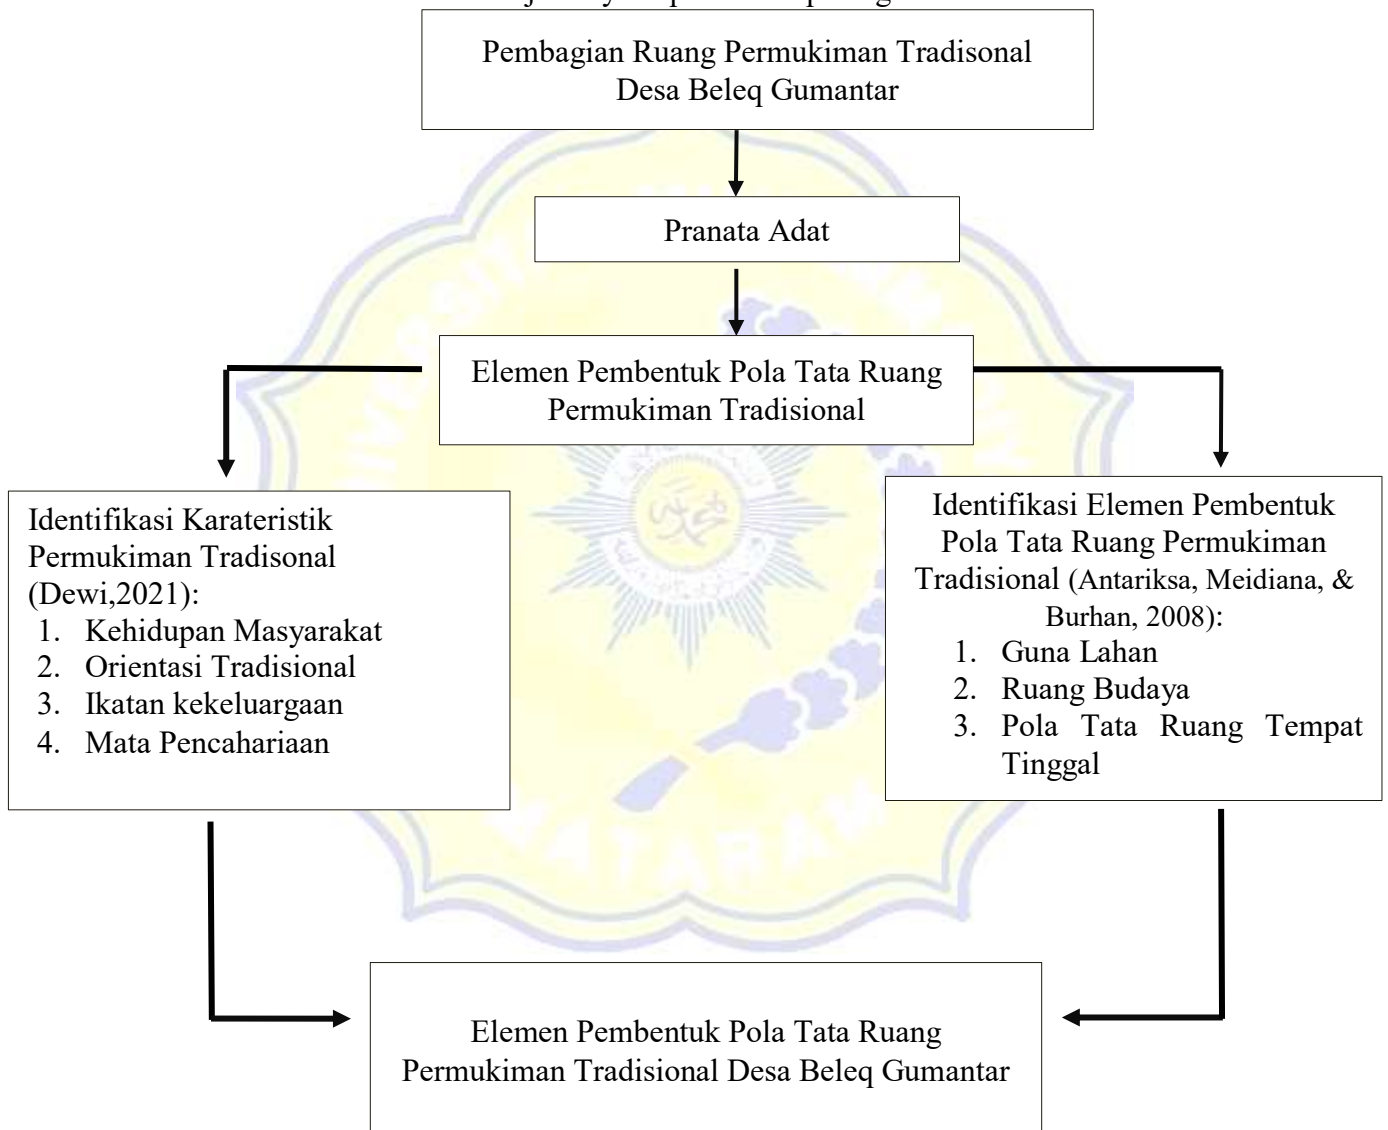 Pembagian Ruang Permukiman Tradisonal
Desa Beleq Gumantar
Pranata Adat
Elemen Pembentuk Pola Tata Ruang
Permukiman Tradisional
Identifikasi Karateristik
Permukiman Tradisonal
(Dewi,2021):
1. Kehidupan Masyarakat
2. Orientasi Tradisional
3. Ikatan kekeluargaan
4. Mata Pencahariaan
Identifikasi Elemen Pembentuk
Pola Tata Ruang Permukiman
Tradisional (Antariksa, Meidiana, &
Burhan, 2008):
1. Guna Lahan
2. Ruang Budaya
3. Pola Tata Ruang Tempat
Tinggal
MATARAM
Elemen Pembentuk Pola Tata Ruang
Permukiman Tradisional Desa Beleq Gumantar